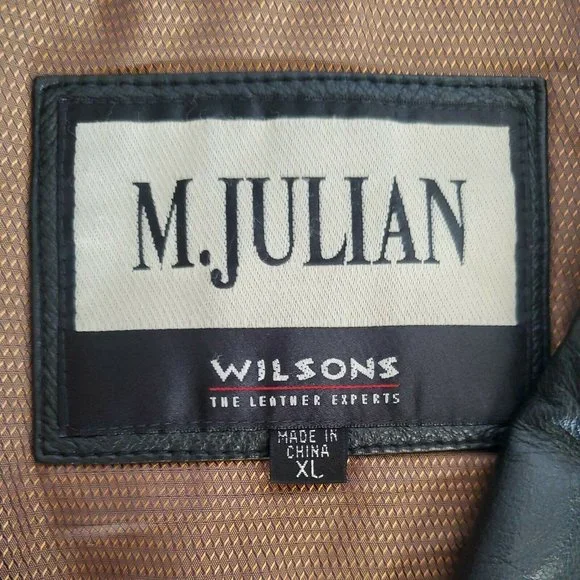 M.JULIAN
WILSONS
THE LEATHER EXPERTS
MADE IN
CHINA
XL